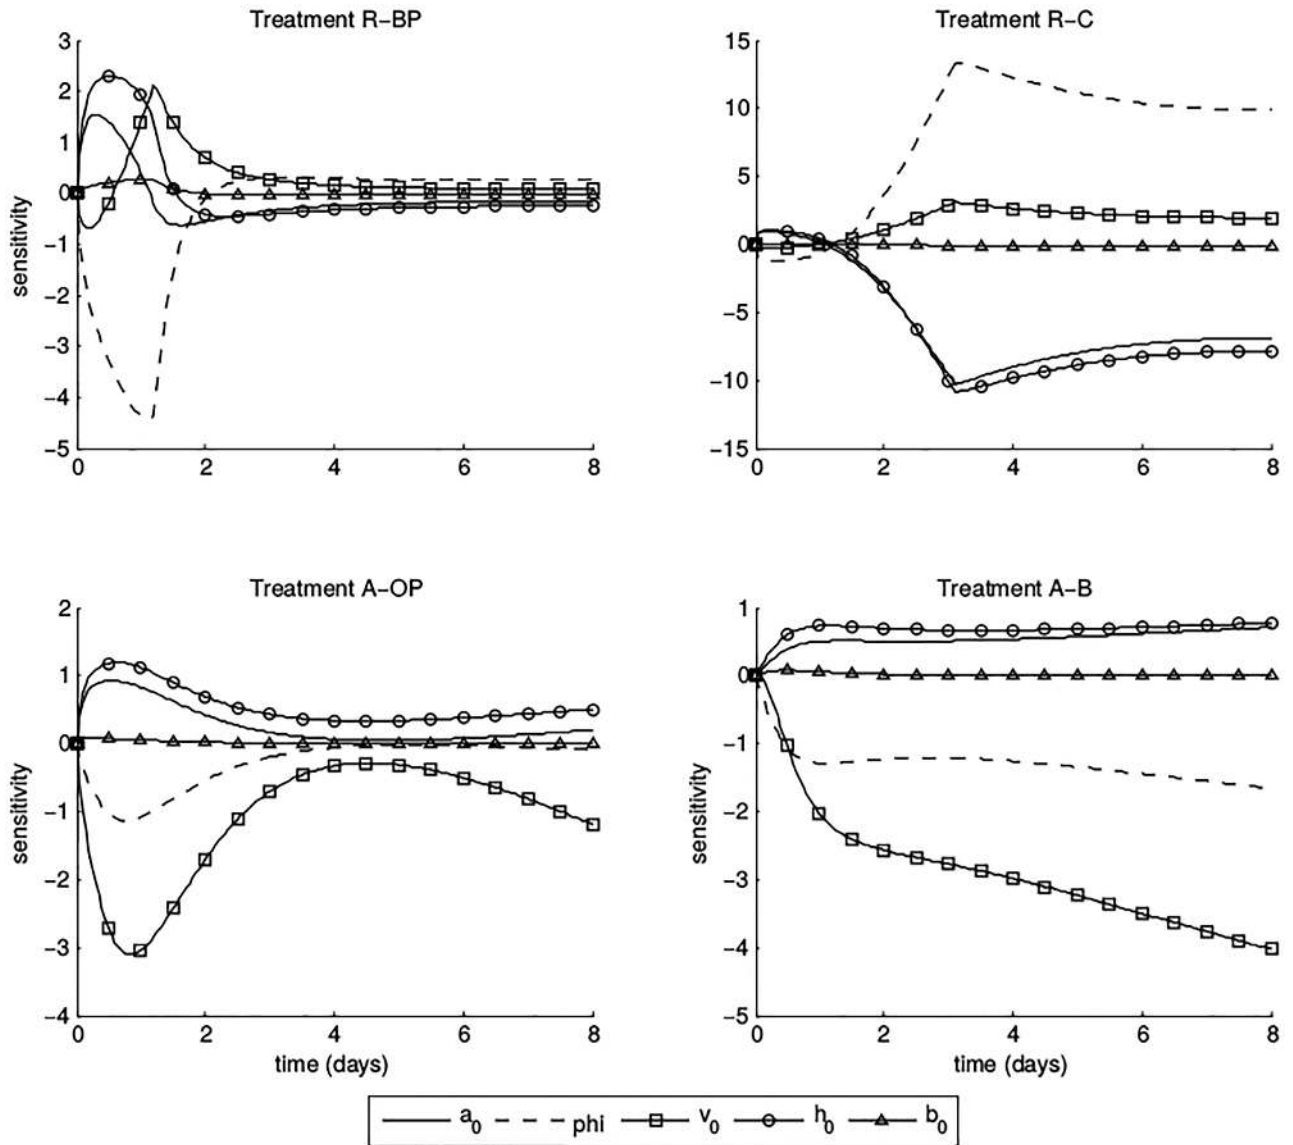 Treatment R-BP
3
2
1
0
-1
-2
-3
-4
-5
sensitivity
0 2 4 6 8
Treatment R-C
15
10
5
0
-5
-10
-15
0 2 4 6 8
Treatment A-OP
2
1
0
-1
-2
-3
-4
sensitivity
0 2 4 6 8
time (days)
Treatment A-B
1
0
-1
-2
-3
-4
-5
sensitivity
0 2 4 6 8
time (days)
a₀ phi v₀ h₀ b₀